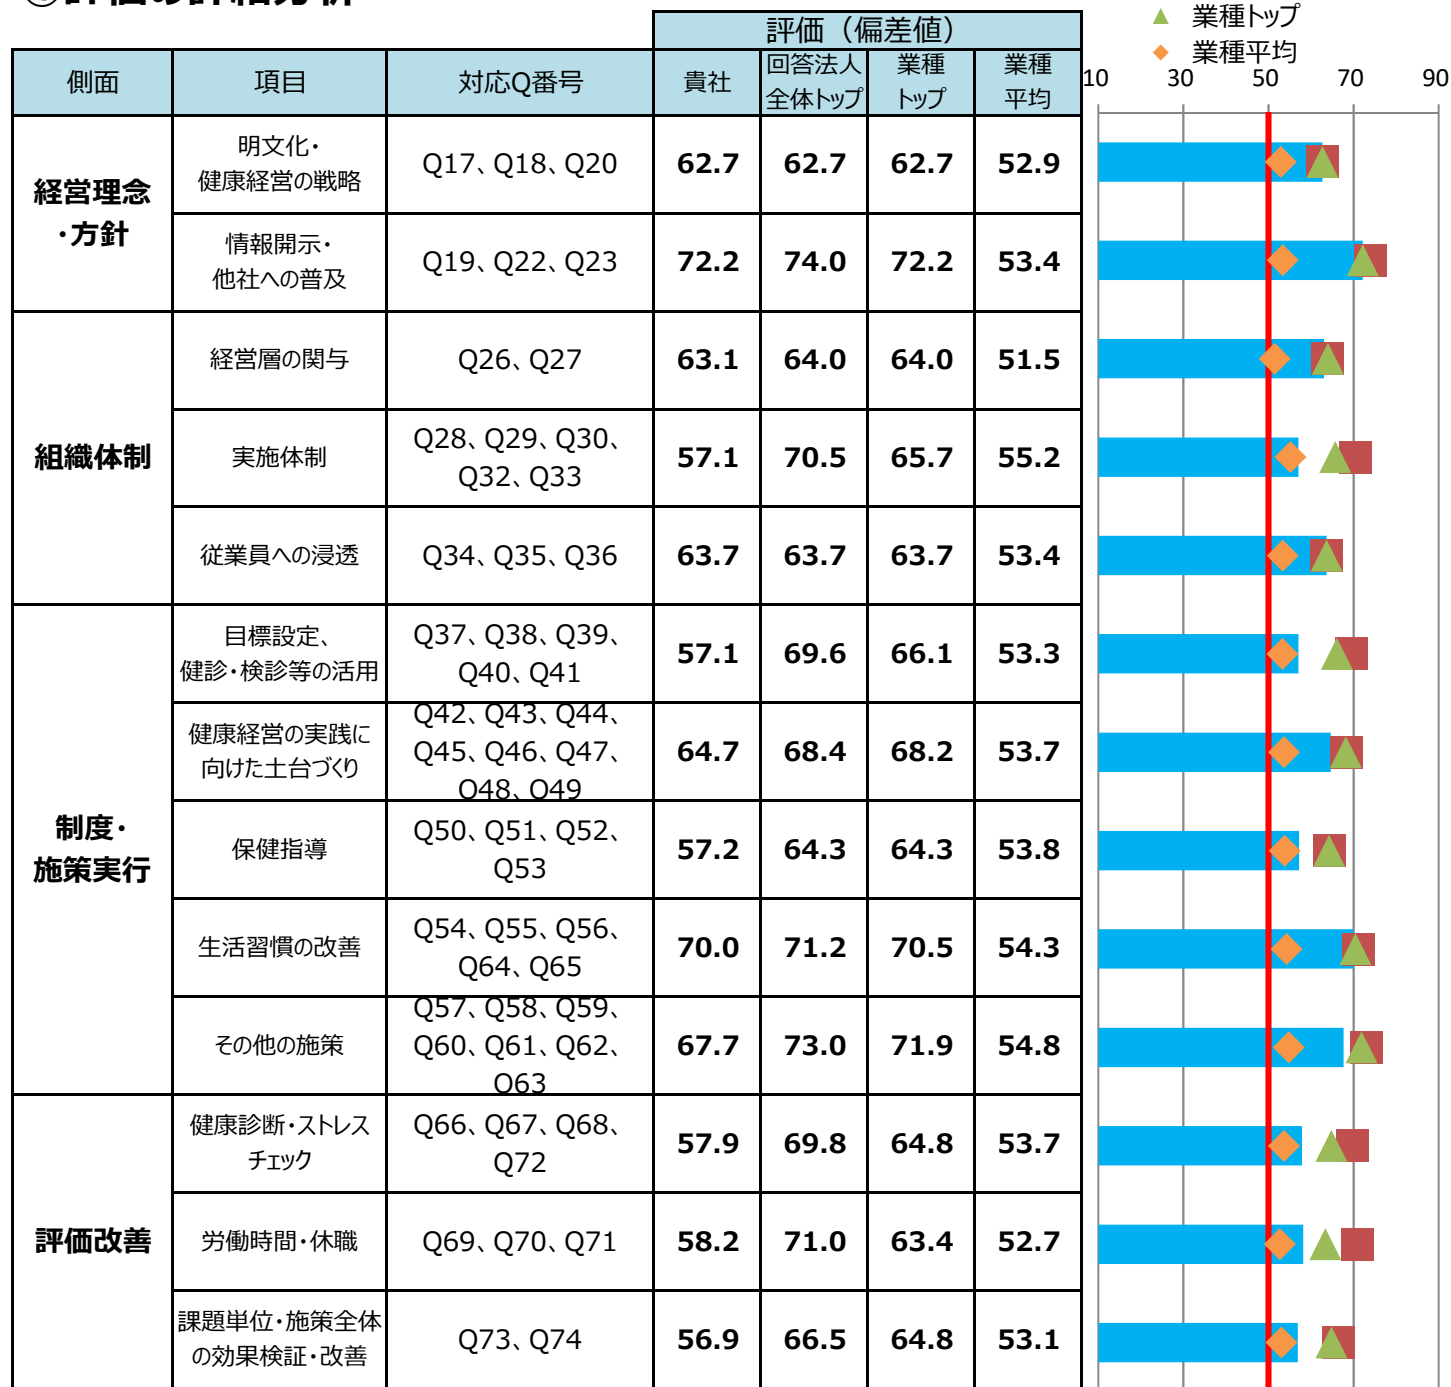 評価(偏差値)
▲ 業種トップ
◆ 業種平均
側面 項目 対応Q番号 貴社 回答法人 業種 業種
全体トップ トップ 平均
10 30 50 70 90
経営理念
・方針
明文化・
健康経営の戦略
Q17、Q18、Q20 62.7 62.7 62.7 52.9
情報開示・
他社への普及
Q19、Q22、Q23 72.2 74.0 72.2 53.4
組織体制
経営層の関与 Q26、Q27 63.1 64.0 64.0 51.5
実施体制
Q28、Q29、Q30、
Q32、Q33
57.1 70.5 65.7 55.2
従業員への浸透 Q34、Q35、Q36 63.7 63.7 63.7 53.4
制度・
施策実行
目標設定、
健診・検診等の活用
Q37、Q38、Q39、
Q40、Q41
57.1 69.6 66.1 53.3
健康経営の実践に
向けた土台づくり
Q42、Q43、Q44、
Q45、Q46、Q47、
Q48、Q49
64.7 68.4 68.2 53.7
保健指導
Q50、Q51、Q52、
Q53
57.2 64.3 64.3 53.8
生活習慣の改善
Q54、Q55、Q56、
Q64、Q65
70.0 71.2 70.5 54.3
その他の施策
Q57、Q58、Q59、
Q60、Q61、Q62、
Q63
67.7 73.0 71.9 54.8
評価改善
健康診断・ストレス
チェック
Q66、Q67、Q68、
Q72
57.9 69.8 64.8 53.7
労働時間・休職 Q69、Q70、Q71 58.2 71.0 63.4 52.7
課題単位・施策全体
の効果検証・改善
Q73、Q74 56.9 66.5 64.8 53.1